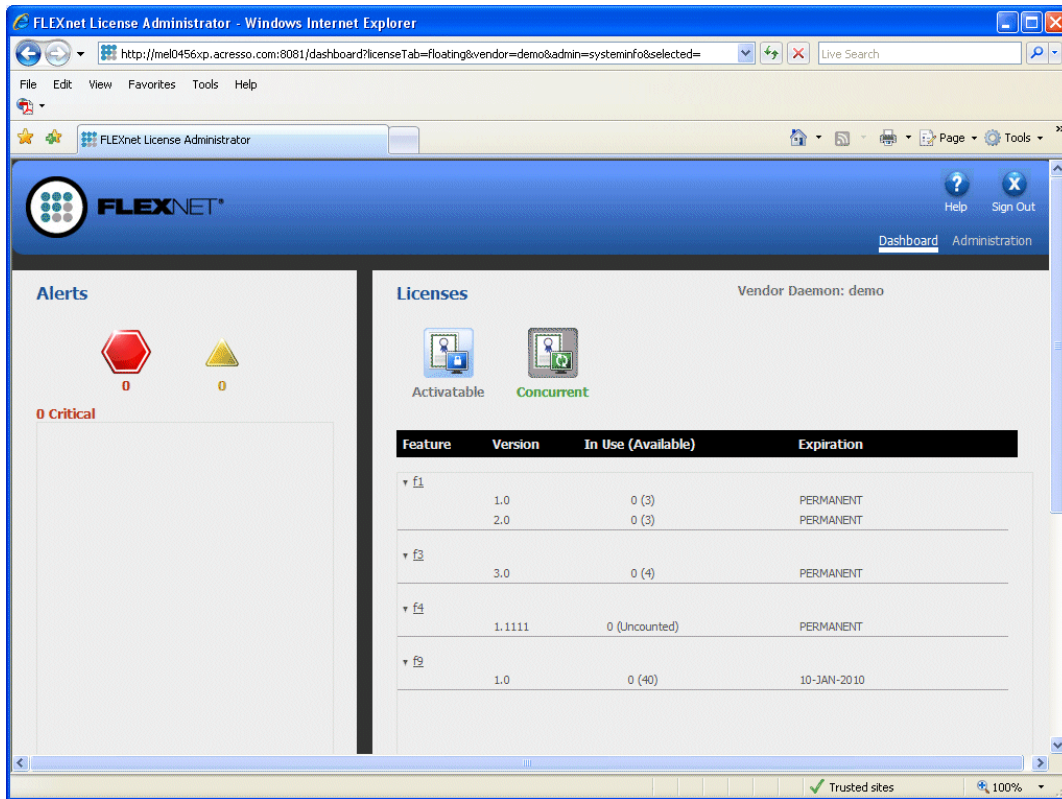 FLEXnet License Administrator - Windows Internet Explorer
http://mel0456xp.acresso.com:8081/dashboard?licenseTab=floating&vendor=demo&admin=systeminfo&selected=
Live Search
File Edit View Favorites Tools Help
FLEXnet License Administrator
Page Tools »
FLEXNET®
Help Sign Out
Dashboard Administration
Alerts
0 0
0 Critical
Licenses
Vendor Daemon: demo
Activatable Concurrent
Feature Version In Use (Available) Expiration
f1
1.0 0 (3) PERMANENT
2.0 0 (3) PERMANENT
f3
3.0 0 (4) PERMANENT
f4
1.1111 0 (Uncounted) PERMANENT
f9
1.0 0 (40) 10-JAN-2010
Trusted sites 100%